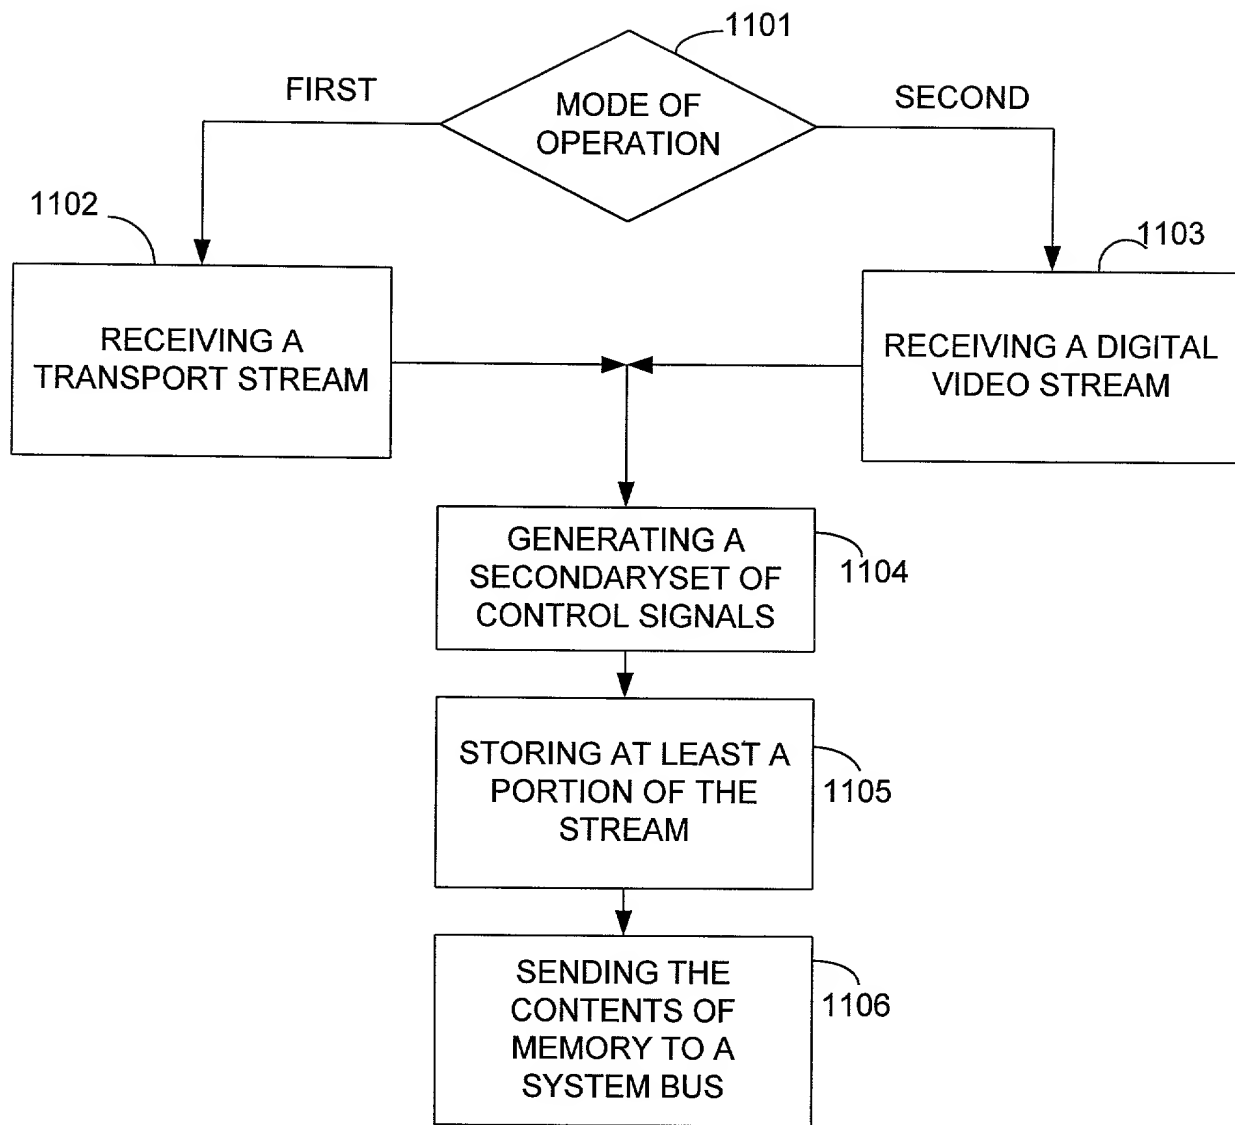 1101
FIRST
MODE OF
OPERATION
SECOND
1102
1103
RECEIVING A
TRANSPORT STREAM
RECEIVING A DIGITAL
VIDEO STREAM
GENERATING A
SECONDARYSET OF
CONTROL SIGNALS
1104
STORING AT LEAST A
PORTION OF THE
STREAM
1105
SENDING THE
CONTENTS OF
MEMORY TO A
SYSTEM BUS
1106